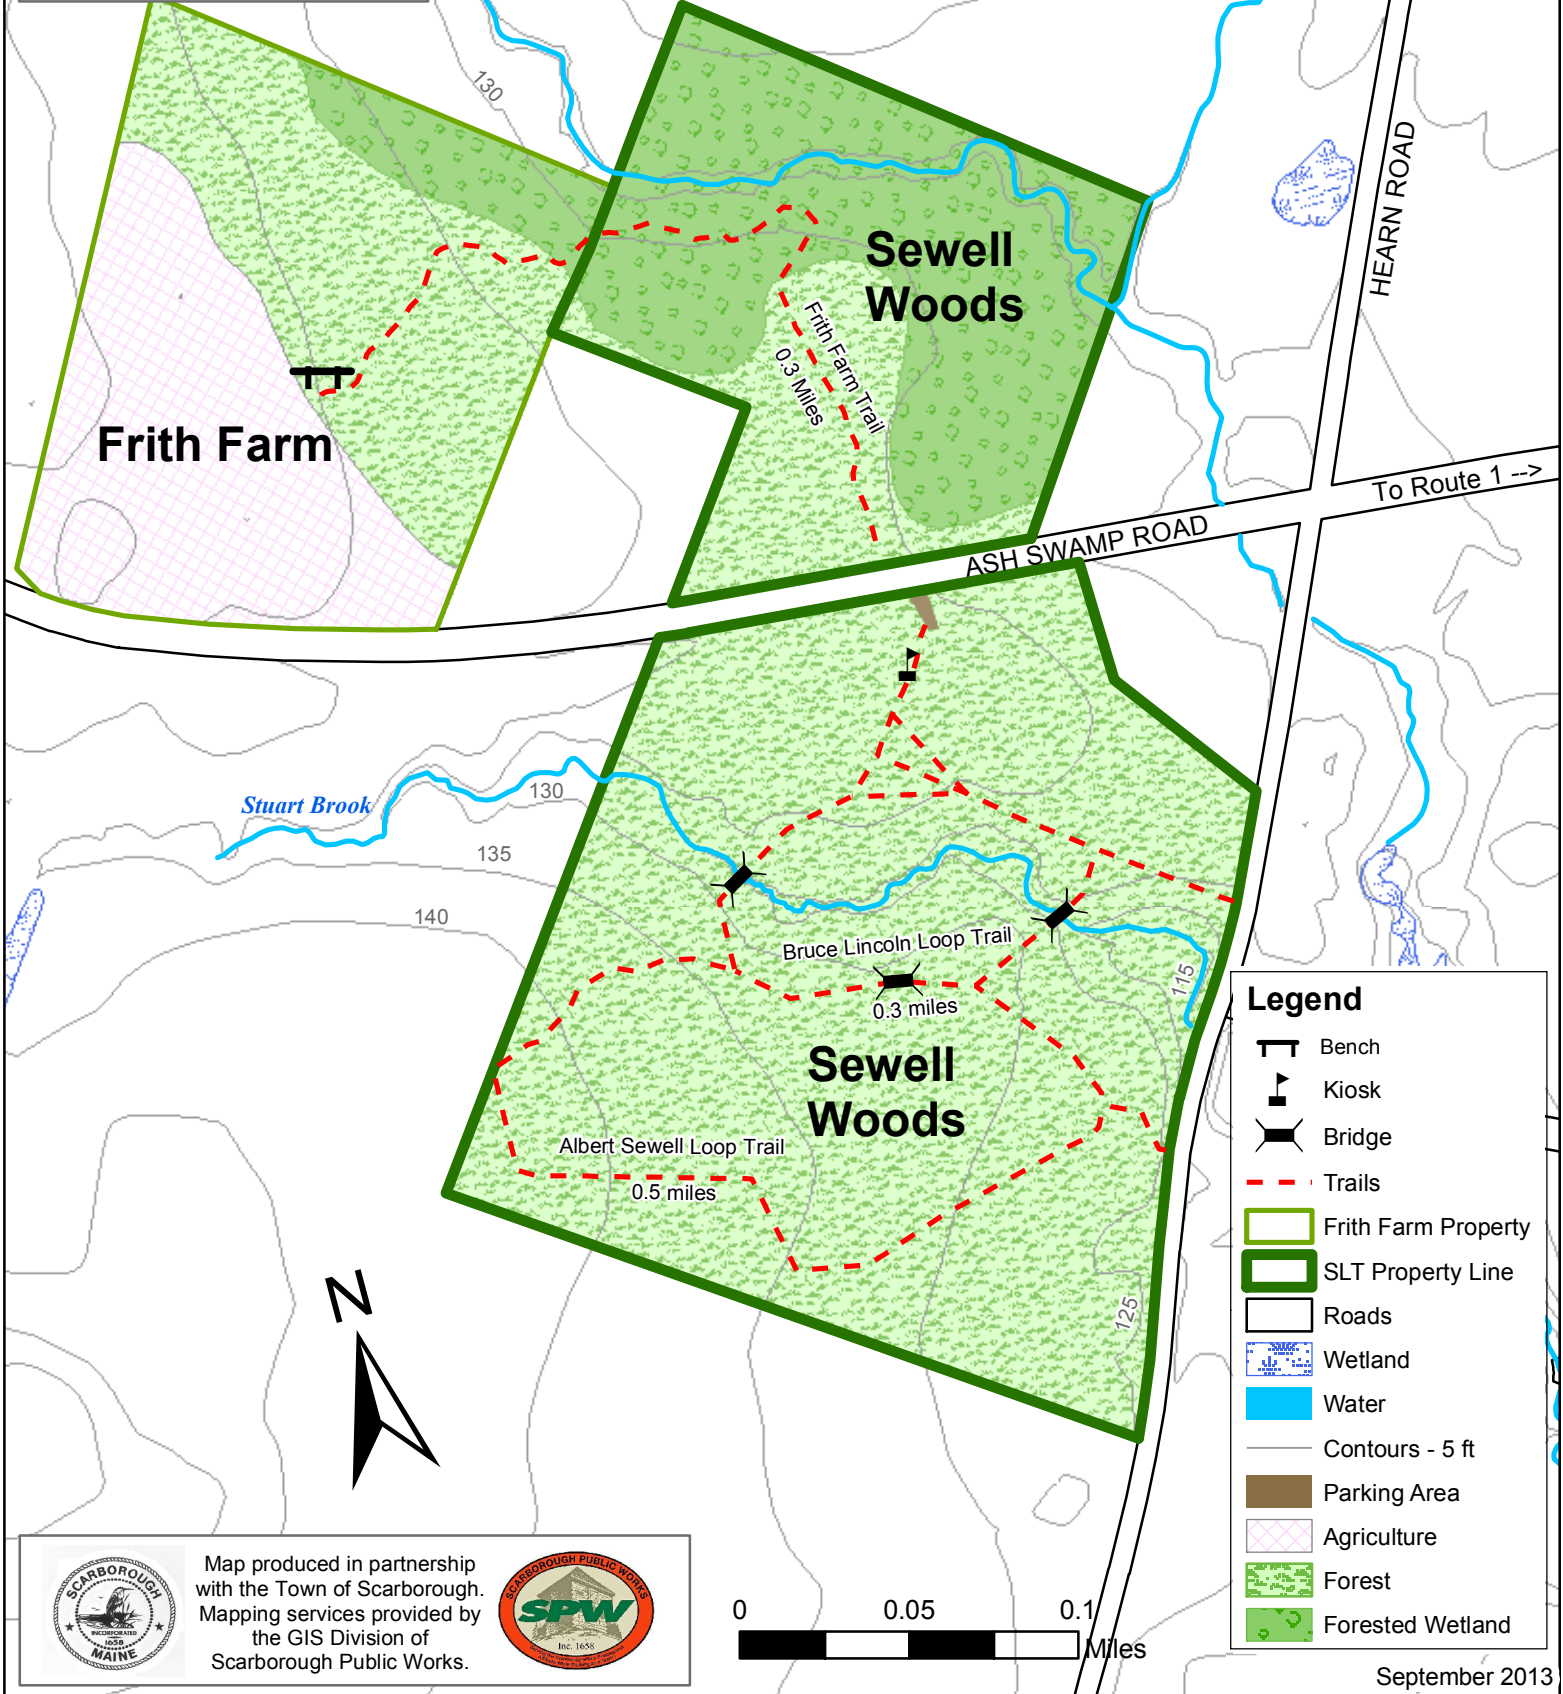 130
HEARN ROAD
Sewell
Woods
Frith Farm Trail
0.3 Miles
Frith Farm
To Route 1 -->
ASH SWAMP ROAD
Stuart Brook
130
135
140
Bruce Lincoln Loop Trail
0.3 miles
115
Sewell
Woods
Albert Sewell Loop Trail
0.5 miles
125
N
Legend
Bench
Kiosk
Bridge
Trails
Frith Farm Property
SLT Property Line
Roads
Wetland
Water
Contours - 5 ft
Parking Area
Agriculture
Forest
Forested Wetland
SCARBOROUGH
INCORPORATED
1658
MAINE
Map produced in partnership
with the Town of Scarborough.
Mapping services provided by
the GIS Division of
Scarborough Public Works.
SCARBOROUGH PUBLIC WORKS
SPW
Inc. 1658
0 0.05 0.1
Miles
September 2013